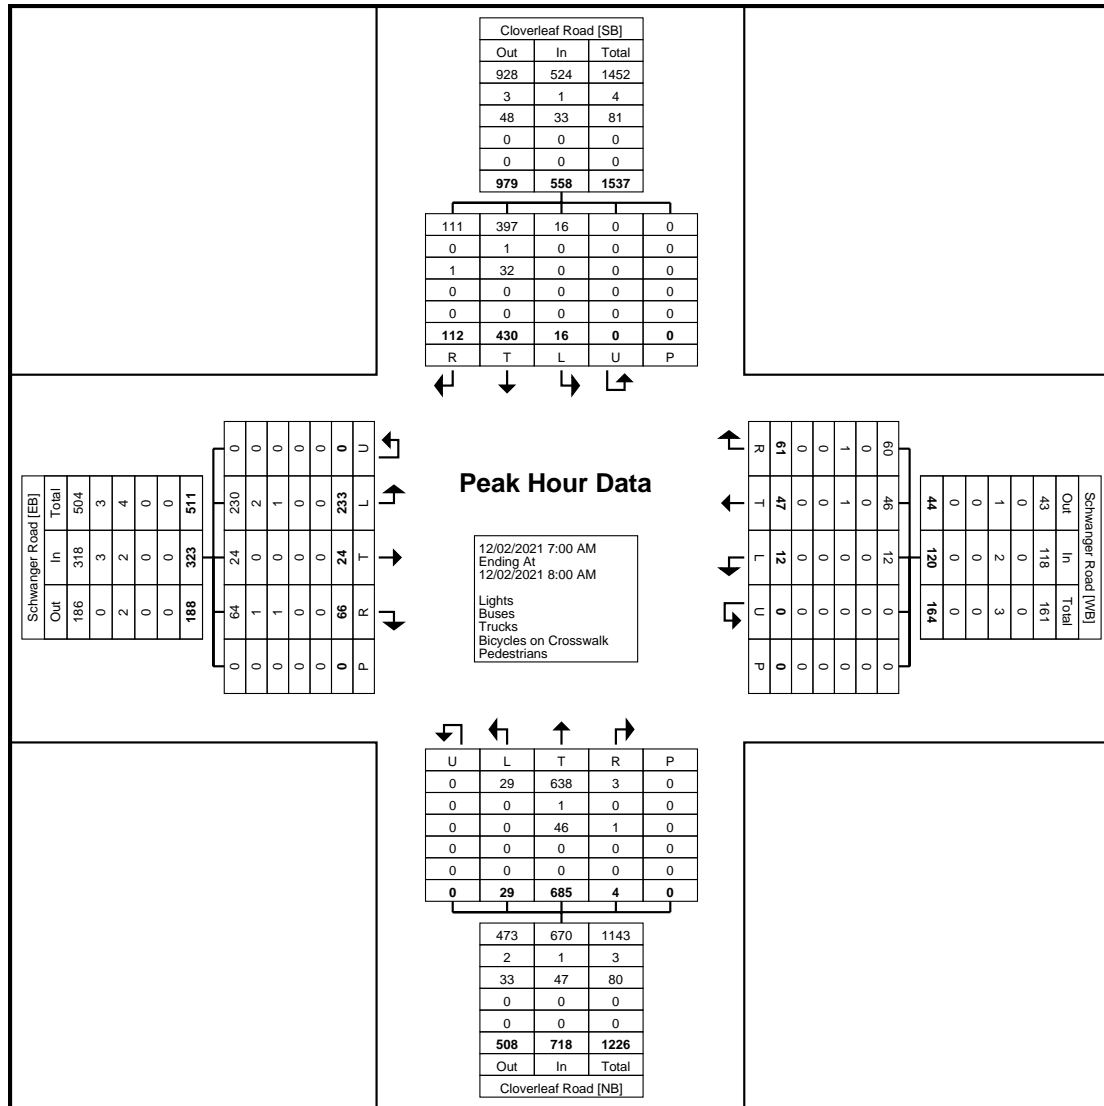 Cloverleaf Road [SB]
Out In Total
928 524 1452
3 1 4
48 33 81
0 0 0
0 0 0
979 558 1537
111 397 16 0 0
0 1 0 0 0
1 32 0 0 0
0 0 0 0 0
0 0 0 0 0
112 430 16 0 0
R T L U P
Schwanger Road [EB]
Total In Out
504 318 186
3 3 0
4 2 2
0 0 0
0 0 0
511 323 188
0 230 24 64 0
0 2 0 1 0
0 1 0 1 0
0 0 0 0 0
0 0 0 0 0
0 233 24 66 0
U L T R P
Peak Hour Data
12/02/2021 7:00 AM
Ending At
12/02/2021 8:00 AM
Lights
Buses
Trucks
Bicycles on Crosswalk
Pedestrians
R T L U P
61 47 12 0 0
0 0 0 0 0
0 0 0 0 0
1 1 0 0 0
0 0 0 0 0
60 46 12 0 0
44 120 164
0 0 0
0 0 0
1 2 3
0 0 0
43 118 161
Out In Total
Schwanger Road [WB]
U L T R P
0 29 638 3 0
0 0 1 0 0
0 0 46 1 0
0 0 0 0 0
0 0 0 0 0
0 29 685 4 0
473 670 1143
2 1 3
33 47 80
0 0 0
0 0 0
508 718 1226
Out In Total
Cloverleaf Road [NB]